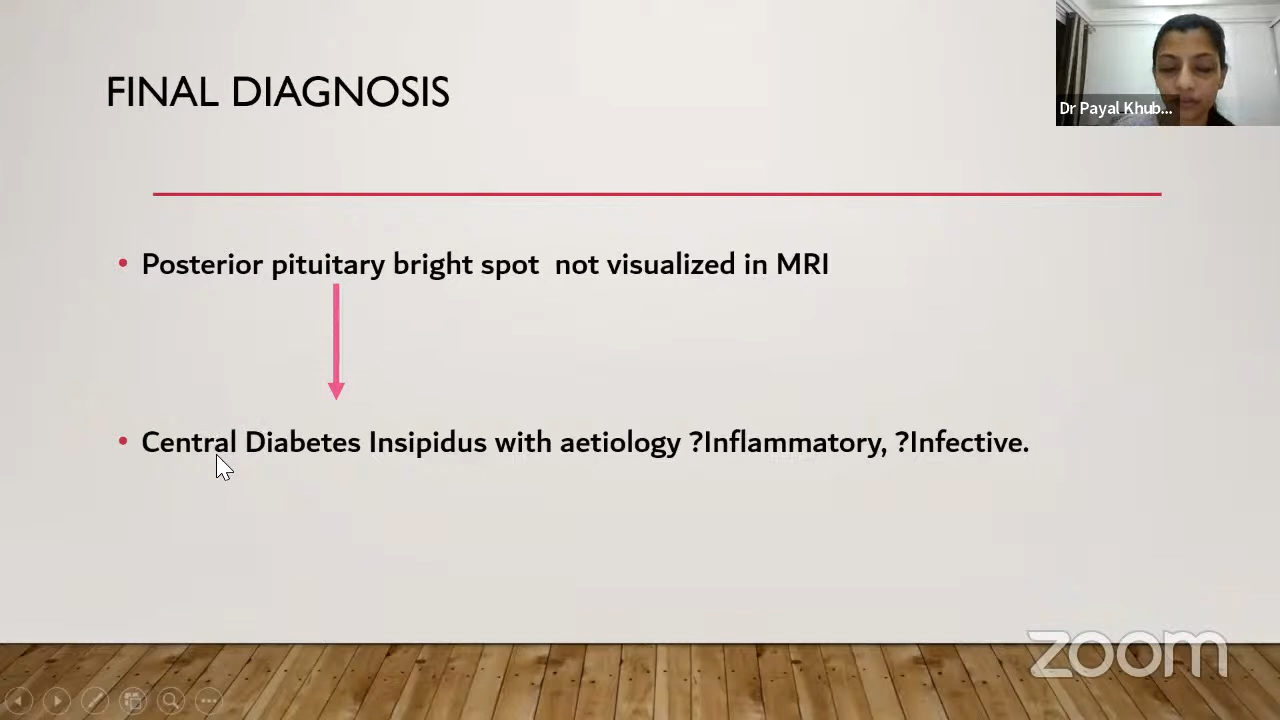 FINAL DIAGNOSIS
Dr Payal Khub...
• Posterior pituitary bright spot not visualized in MRI
• Central Diabetes Insipidus with aetiology ?Inflammatory, ?Infective.
zoom